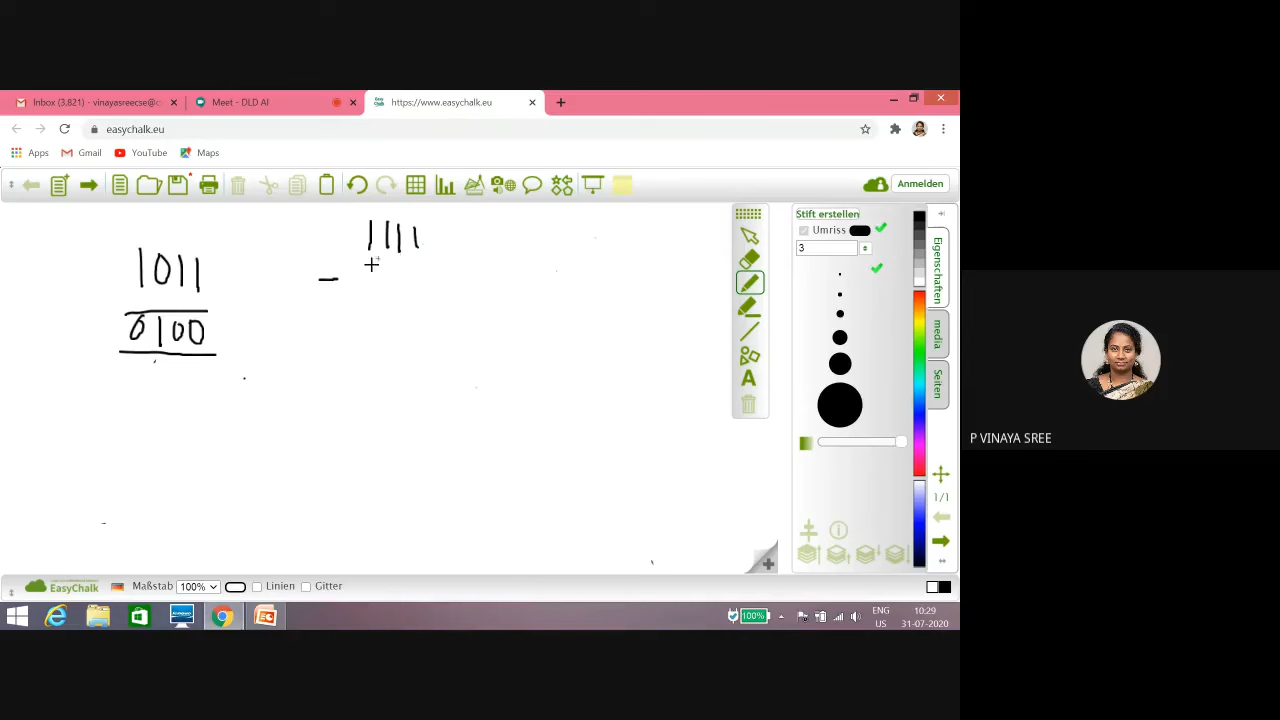 Inbox (3,821) - vinayasreecse@c
Meet - DLD AI
https://www.easychalk.eu
easychalk.eu
Apps
Gmail
YouTube
Maps
Anmelden
Stift erstellen
Umriss
3
Eigenschaften
media
Seiten
1011
0100
1111
–
P VINAYA SREE
1/1
EasyChalk
Maßstab
100%
Linien
Gitter
100%
ENG
US
10:29
31-07-2020